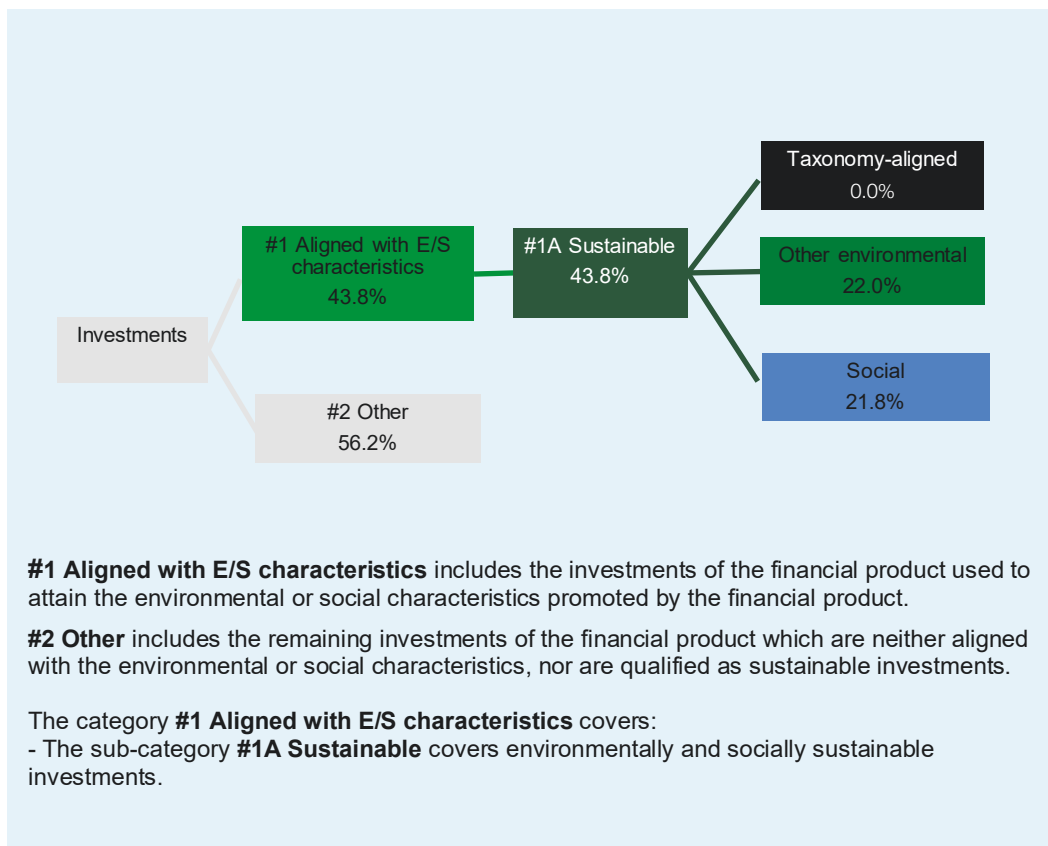 Taxonomy-aligned
0.0%
#1 Aligned with E/S
characteristics
43.8%
#1A Sustainable
43.8%
Other environmental
22.0%
Investments
Social
21.8%
#2 Other
56.2%
#1 Aligned with E/S characteristics includes the investments of the financial product used to
attain the environmental or social characteristics promoted by the financial product.
#2 Other includes the remaining investments of the financial product which are neither aligned
with the environmental or social characteristics, nor are qualified as sustainable investments.
The category #1 Aligned with E/S characteristics covers:
- The sub-category #1A Sustainable covers environmentally and socially sustainable
investments.